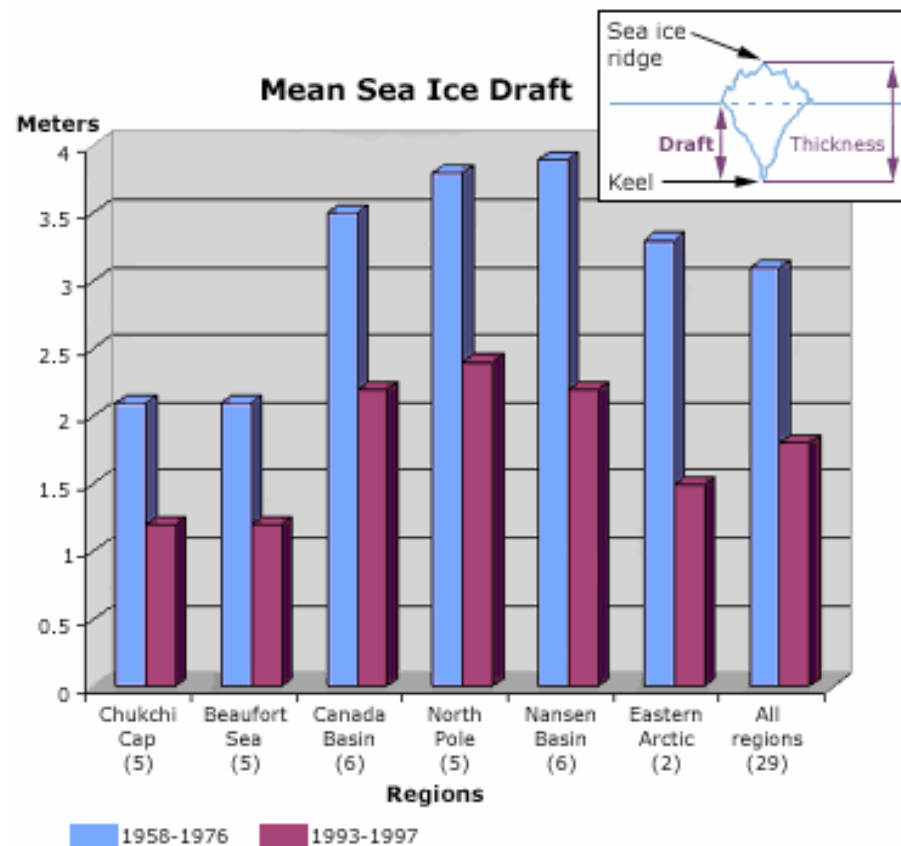 Mean Sea Ice Draft
Sea ice
ridge
Draft
Thickness
Keel
Meters
4
3.5
3
2.5
2
1.5
1
0.5
0
Chukchi
Cap
(5)
Beaufort
Sea
(5)
Canada
Basin
(6)
North
Pole
(5)
Nansen
Basin
(6)
Eastern
Arctic
(2)
All
regions
(29)
Regions
1958-1976
1993-1997